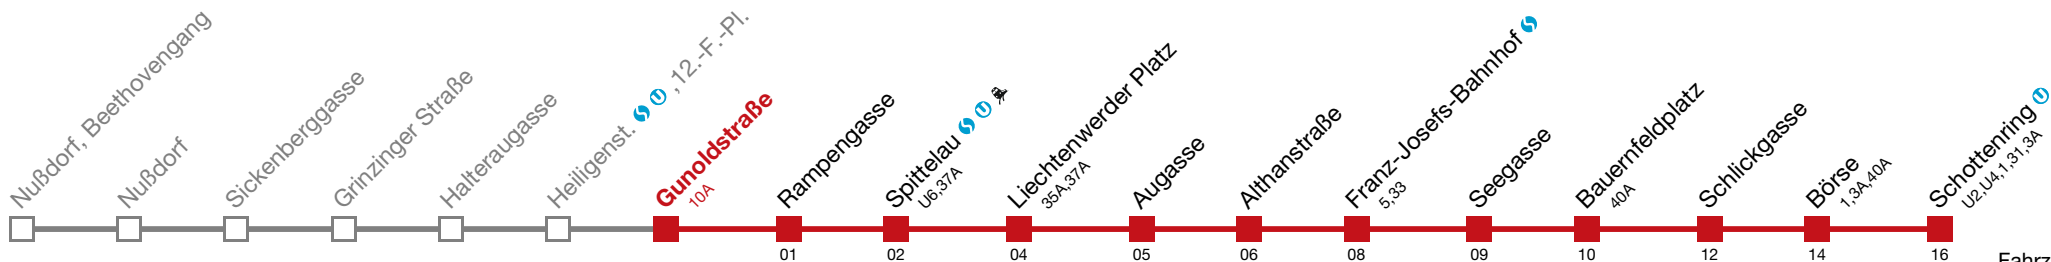 Nußdorf, Beethovengang
Nußdorf
Sickenberggasse
Grinzinger Straße
Halteraugasse
Heiligenst. S U , 12.-F.-Pl.
Gunoldstraße
10A
Rampengasse
Spittelau S U
U6,37A
Liechtenwerder Platz
35A,37A
Augasse
Althanstraße
Franz-Josefs-Bahnhof S
5,33
Seegasse
Bauernfeldplatz
40A
Schlickgasse
Börse
1,3A,40A
Schottenring U
U2,U4,1,31,3A
01 02 04 05 06 08 09 10 12 14 16